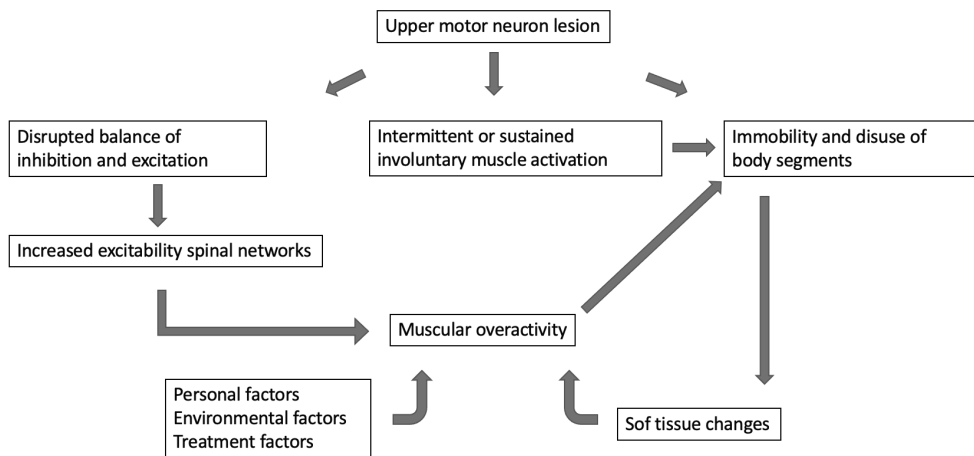 Upper motor neuron lesion
Disrupted balance of
inhibition and excitation
Intermittent or sustained
involuntary muscle activation
Immobility and disuse of
body segments
Increased excitability spinal networks
Muscular overactivity
Personal factors
Environmental factors
Treatment factors
Sof tissue changes